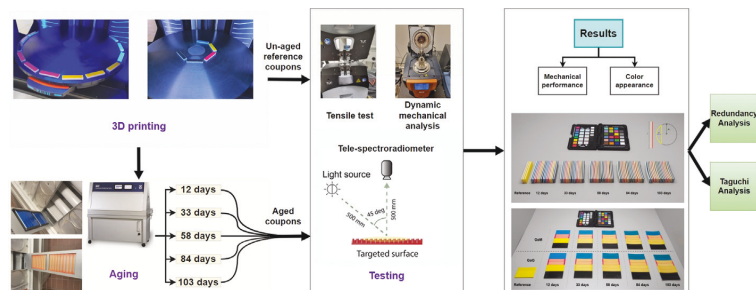 Un-aged
reference
coupons
3D printing
Aging
12 days
33 days
58 days
84 days
103 days
Aged
coupons
Tensile test
Dynamic
mechanical
analysis
Tele-spectroradiometer
Light source
45 deg
500 mm
500 mm
Targeted surface
Testing
Results
Mechanical
performance
Color
appearance
Reference 12 days 33 days 58 days 84 days 103 days
QUB
QUG
Reference 12 days 33 days 58 days 84 days 103 days
Redundancy
Analysis
Taguchi
Analysis